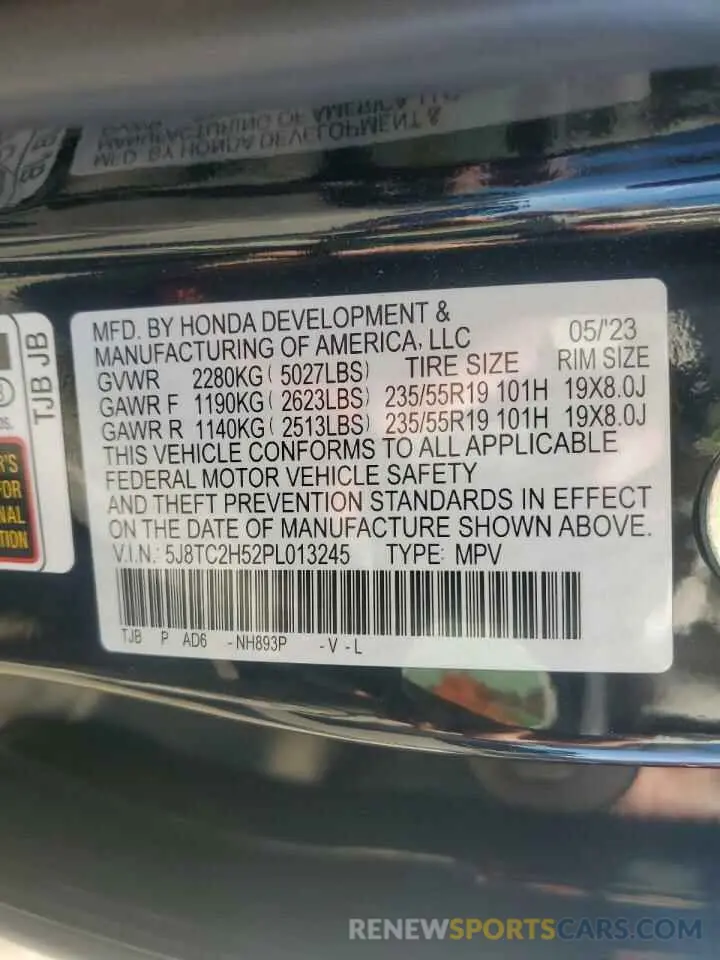 MFD. BY HONDA DEVELOPMENT &
MANUFACTURING OF AMERICA, LLC 05/'23
GVWR 2280KG ( 5027LBS) TIRE SIZE RIM SIZE
GAWR F 1190KG ( 2623LBS) 235/55R19 101H 19X8.0J
GAWR R 1140KG ( 2513LBS) 235/55R19 101H 19X8.0J
THIS VEHICLE CONFORMS TO ALL APPLICABLE
FEDERAL MOTOR VEHICLE SAFETY
AND THEFT PREVENTION STANDARDS IN EFFECT
ON THE DATE OF MANUFACTURE SHOWN ABOVE.
V.I.N.: 5J8TC2H52PL013245 TYPE: MPV
TJB P AD6 -NH893P -V-L
TJB JB
R'S
FOR
NAL
TION
RENEWSPORTSCARS.COM